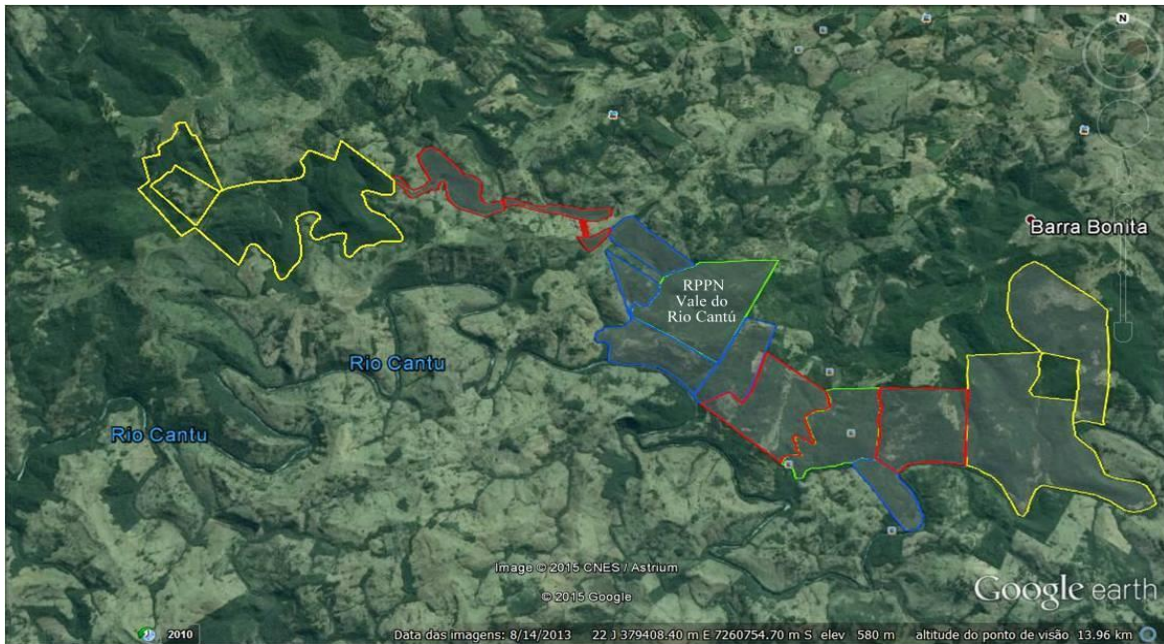 N
Barra Bonita
RPPN
Vale do
Rio Cantú
Rio Cantu
Rio Cantu
Image © 2015 CNES / Astrium
© 2015 Google
Google earth
2010
Data das imagens: 8/14/2013 22 J 379408.40 m E 7260754.70 m S elev 580 m altitude do ponto de visão 13.96 km